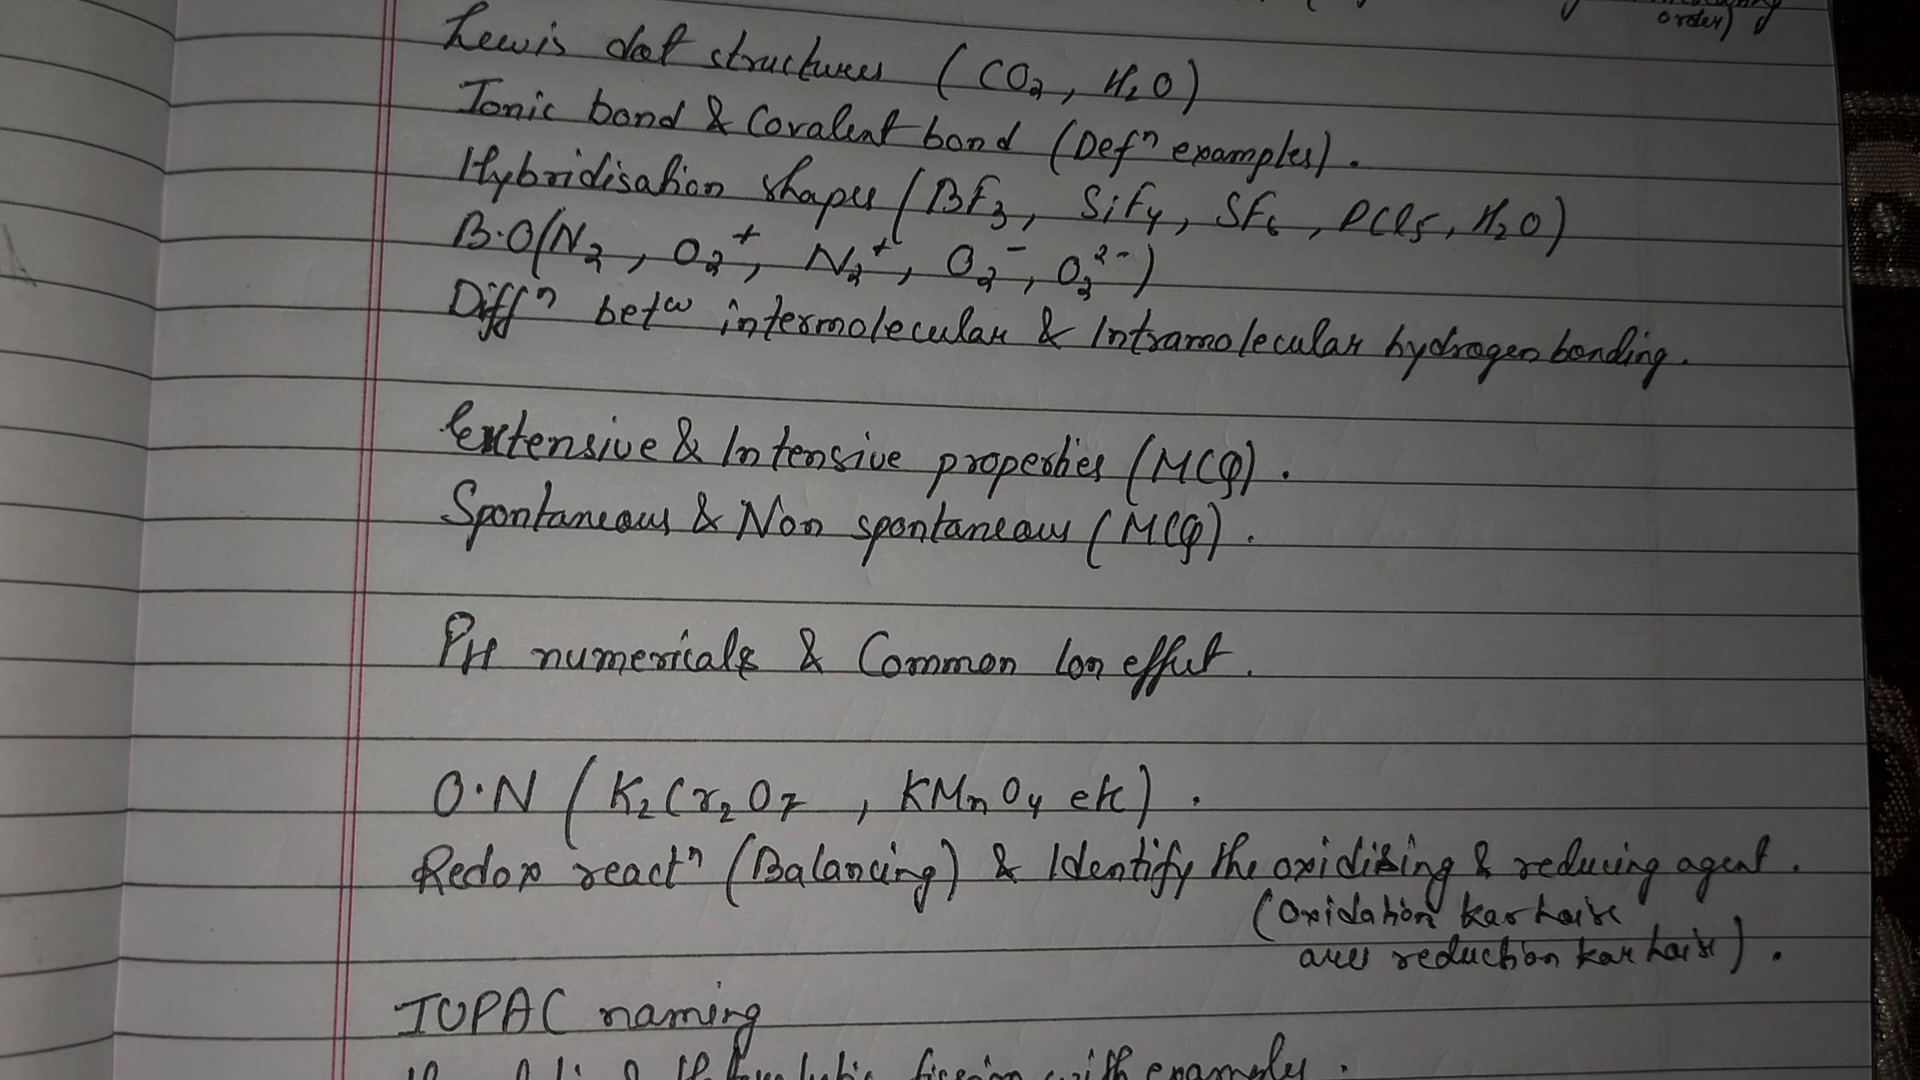 order)
Lewis dot structures (CO₂, H₂O)
Ionic bond & Covalent bond (Defⁿ examples).
Hybridisation shapes (BF₃, SiF₄, SF₆, PCl₅, H₂O)
B.O(N₂, O₂⁺, N₂⁺, O₂⁻, O₂²⁻)
Diffⁿ betʷ intermolecular & Intramolecular hydrogen bonding.
Extensive & Intensive properties (MCQ).
Spontaneous & Non spontaneous (MCQ).
PH numericals & Common Ion effect.
O.N (K₂Cr₂O₇, KMnO₄ etc).
Redox reactⁿ (Balancing) & Identify the oxidising & reducing agent.
(Oxidation kar
reduction kar
IUPAC naming
fission with examples.